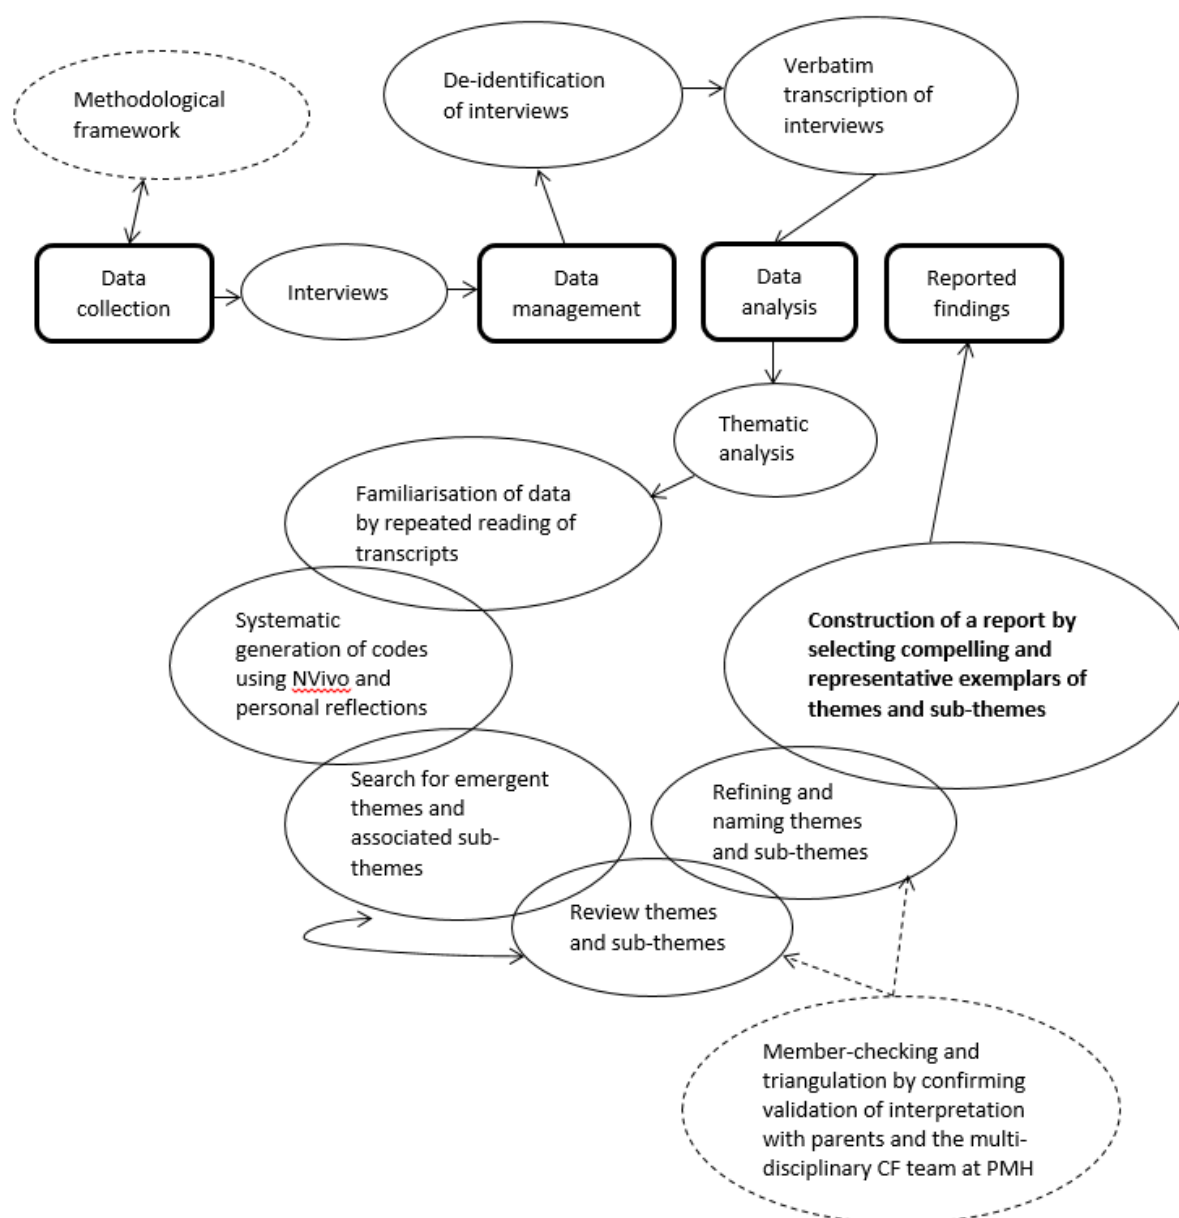 Methodological
framework
De-identification
of interviews
Verbatim
transcription of
interviews
Data
collection
Interviews
Data
management
Data
analysis
Reported
findings
Thematic
analysis
Familiarisation of data
by repeated reading of
transcripts
Systematic
generation of codes
using NVivo and
personal reflections
Construction of a report by
selecting compelling and
representative exemplars of
themes and sub-themes
Search for emergent
themes and
associated sub-
themes
Refining and
naming themes
and sub-themes
Review themes
and sub-themes
Member-checking and
triangulation by confirming
validation of interpretation
with parents and the multi-
disciplinary CF team at PMH